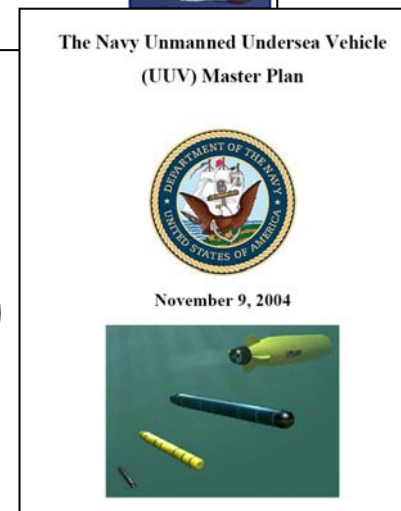 The Navy Unmanned Undersea Vehicle
(UUV) Master Plan
DEPARTMENT OF THE NAVY
UNITED STATES OF AMERICA
November 9, 2004